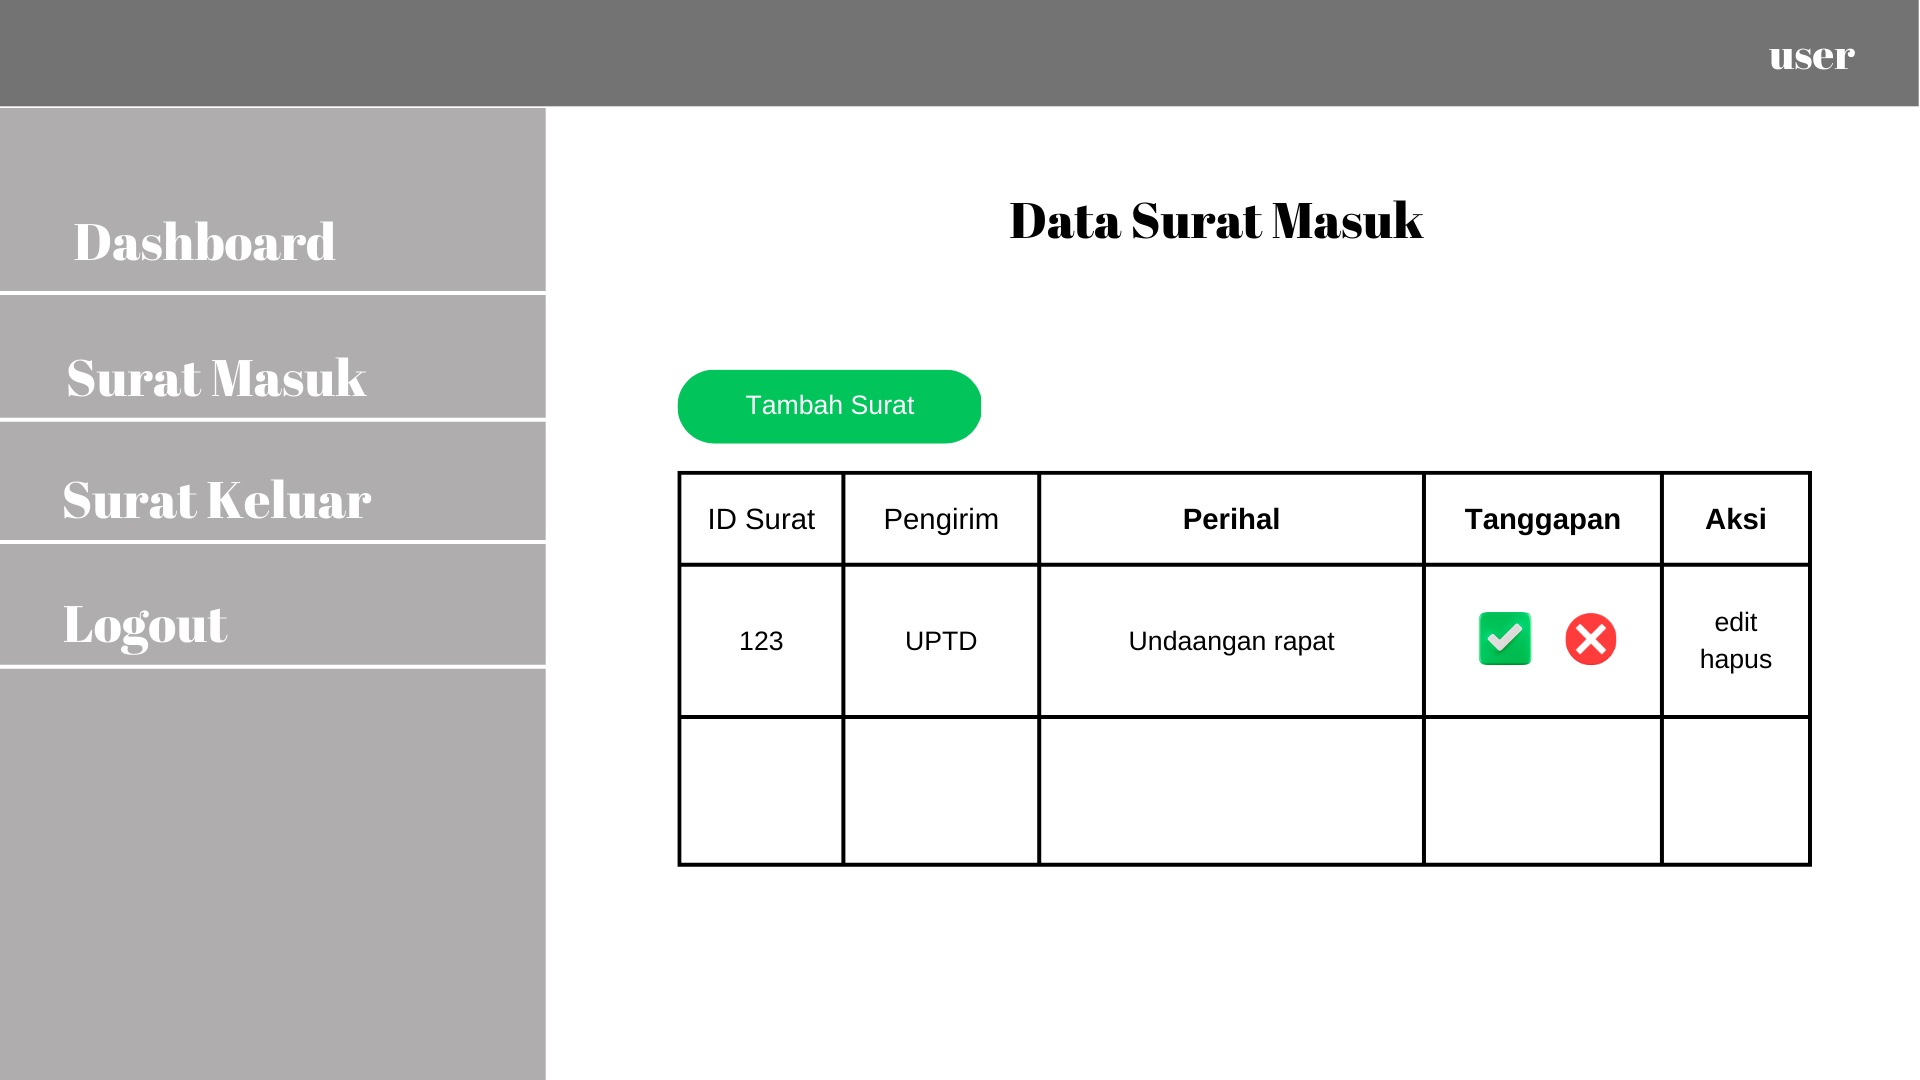 user
Dashboard
Surat Masuk
Surat Keluar
Logout
Data Surat Masuk
Tambah Surat
ID Surat Pengirim Perihal Tanggapan Aksi
123 UPTD Undaangan rapat edit
hapus